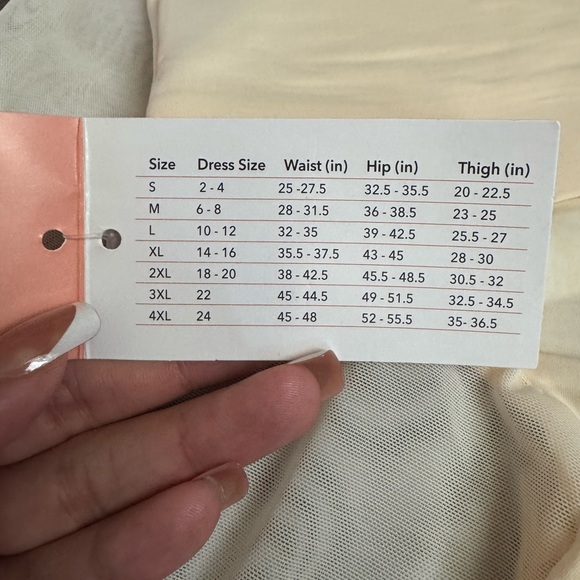 Size Dress Size Waist (in) Hip (in) Thigh (in)
S 2 - 4 25 -27.5 32.5 - 35.5 20 - 22.5
M 6 - 8 28 - 31.5 36 - 38.5 23 - 25
L 10 - 12 32 - 35 39 - 42.5 25.5 - 27
XL 14 - 16 35.5 - 37.5 43 - 45 28 - 30
2XL 18 - 20 38 - 42.5 45.5 - 48.5 30.5 - 32
3XL 22 45 - 44.5 49 - 51.5 32.5 - 34.5
4XL 24 45 - 48 52 - 55.5 35- 36.5